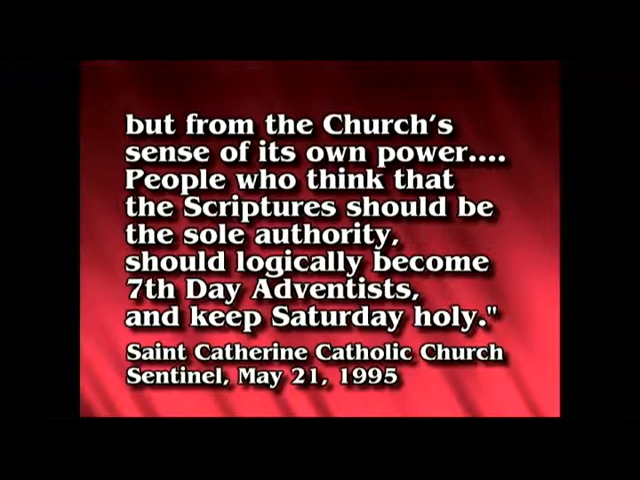 but from the Church's
sense of its own power....
People who think that
the Scriptures should be
the sole authority,
should logically become
7th Day Adventists,
and keep Saturday holy."
Saint Catherine Catholic Church
Sentinel, May 21, 1995